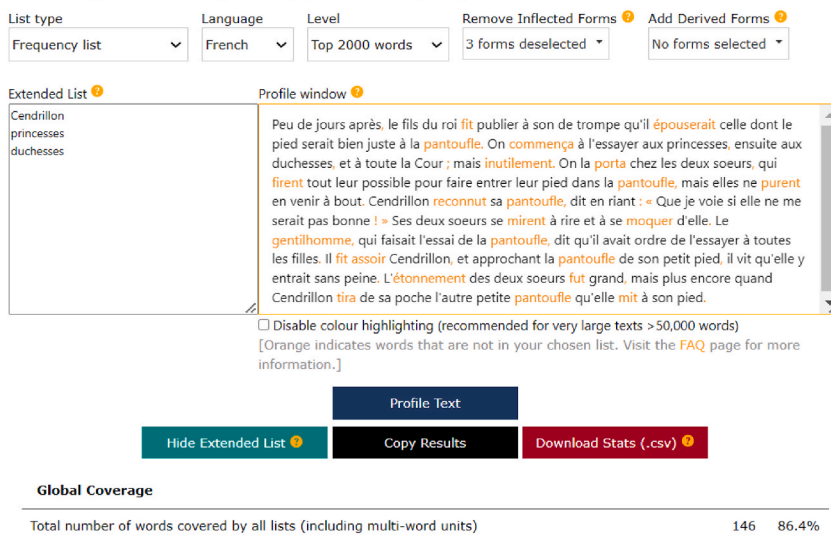 List type Language Level Remove Inflected Forms ? Add Derived Forms ?
Frequency list French Top 2000 words 3 forms deselected No forms selected
Extended List ? Profile window ?
Cendrillon
princesses
duchesses
Peu de jours après, le fils du roi fit publier à son de trompe qu'il épouserait celle dont le
pied serait bien juste à la pantoufle. On commença à l'essayer aux princesses, ensuite aux
duchesses, et à toute la Cour ; mais inutilement. On la porta chez les deux soeurs, qui
firent tout leur possible pour faire entrer leur pied dans la pantoufle, mais elles ne purent
en venir à bout. Cendrillon reconnut sa pantoufle, dit en riant : « Que je voie si elle ne me
serait pas bonne ! » Ses deux soeurs se mirent à rire et à se moquer d'elle. Le
gentilhomme, qui faisait l'essai de la pantoufle, dit qu'il avait ordre de l'essayer à toutes
les filles. Il fit assoir Cendrillon, et approchant la pantoufle de son petit pied, il vit qu'elle y
entrait sans peine. L'étonnement des deux soeurs fut grand, mais plus encore quand
Cendrillon tira de sa poche l'autre petite pantoufle qu'elle mit à son pied.
Disable colour highlighting (recommended for very large texts >50,000 words)
[Orange indicates words that are not in your chosen list. Visit the FAQ page for more
information.]
Profile Text
Hide Extended List ? Copy Results Download Stats (.csv) ?
Global Coverage
Total number of words covered by all lists (including multi-word units) 146 86.4%